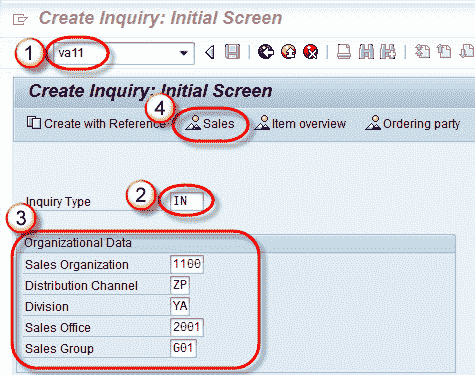 Create Inquiry: Initial Screen
1 va11
Create Inquiry: Initial Screen
4
Create with Reference Sales Item overview Ordering party
2
Inquiry Type IN
3
Organizational Data
Sales Organization 1100
Distribution Channel ZP
Division YA
Sales Office 2001
Sales Group G01